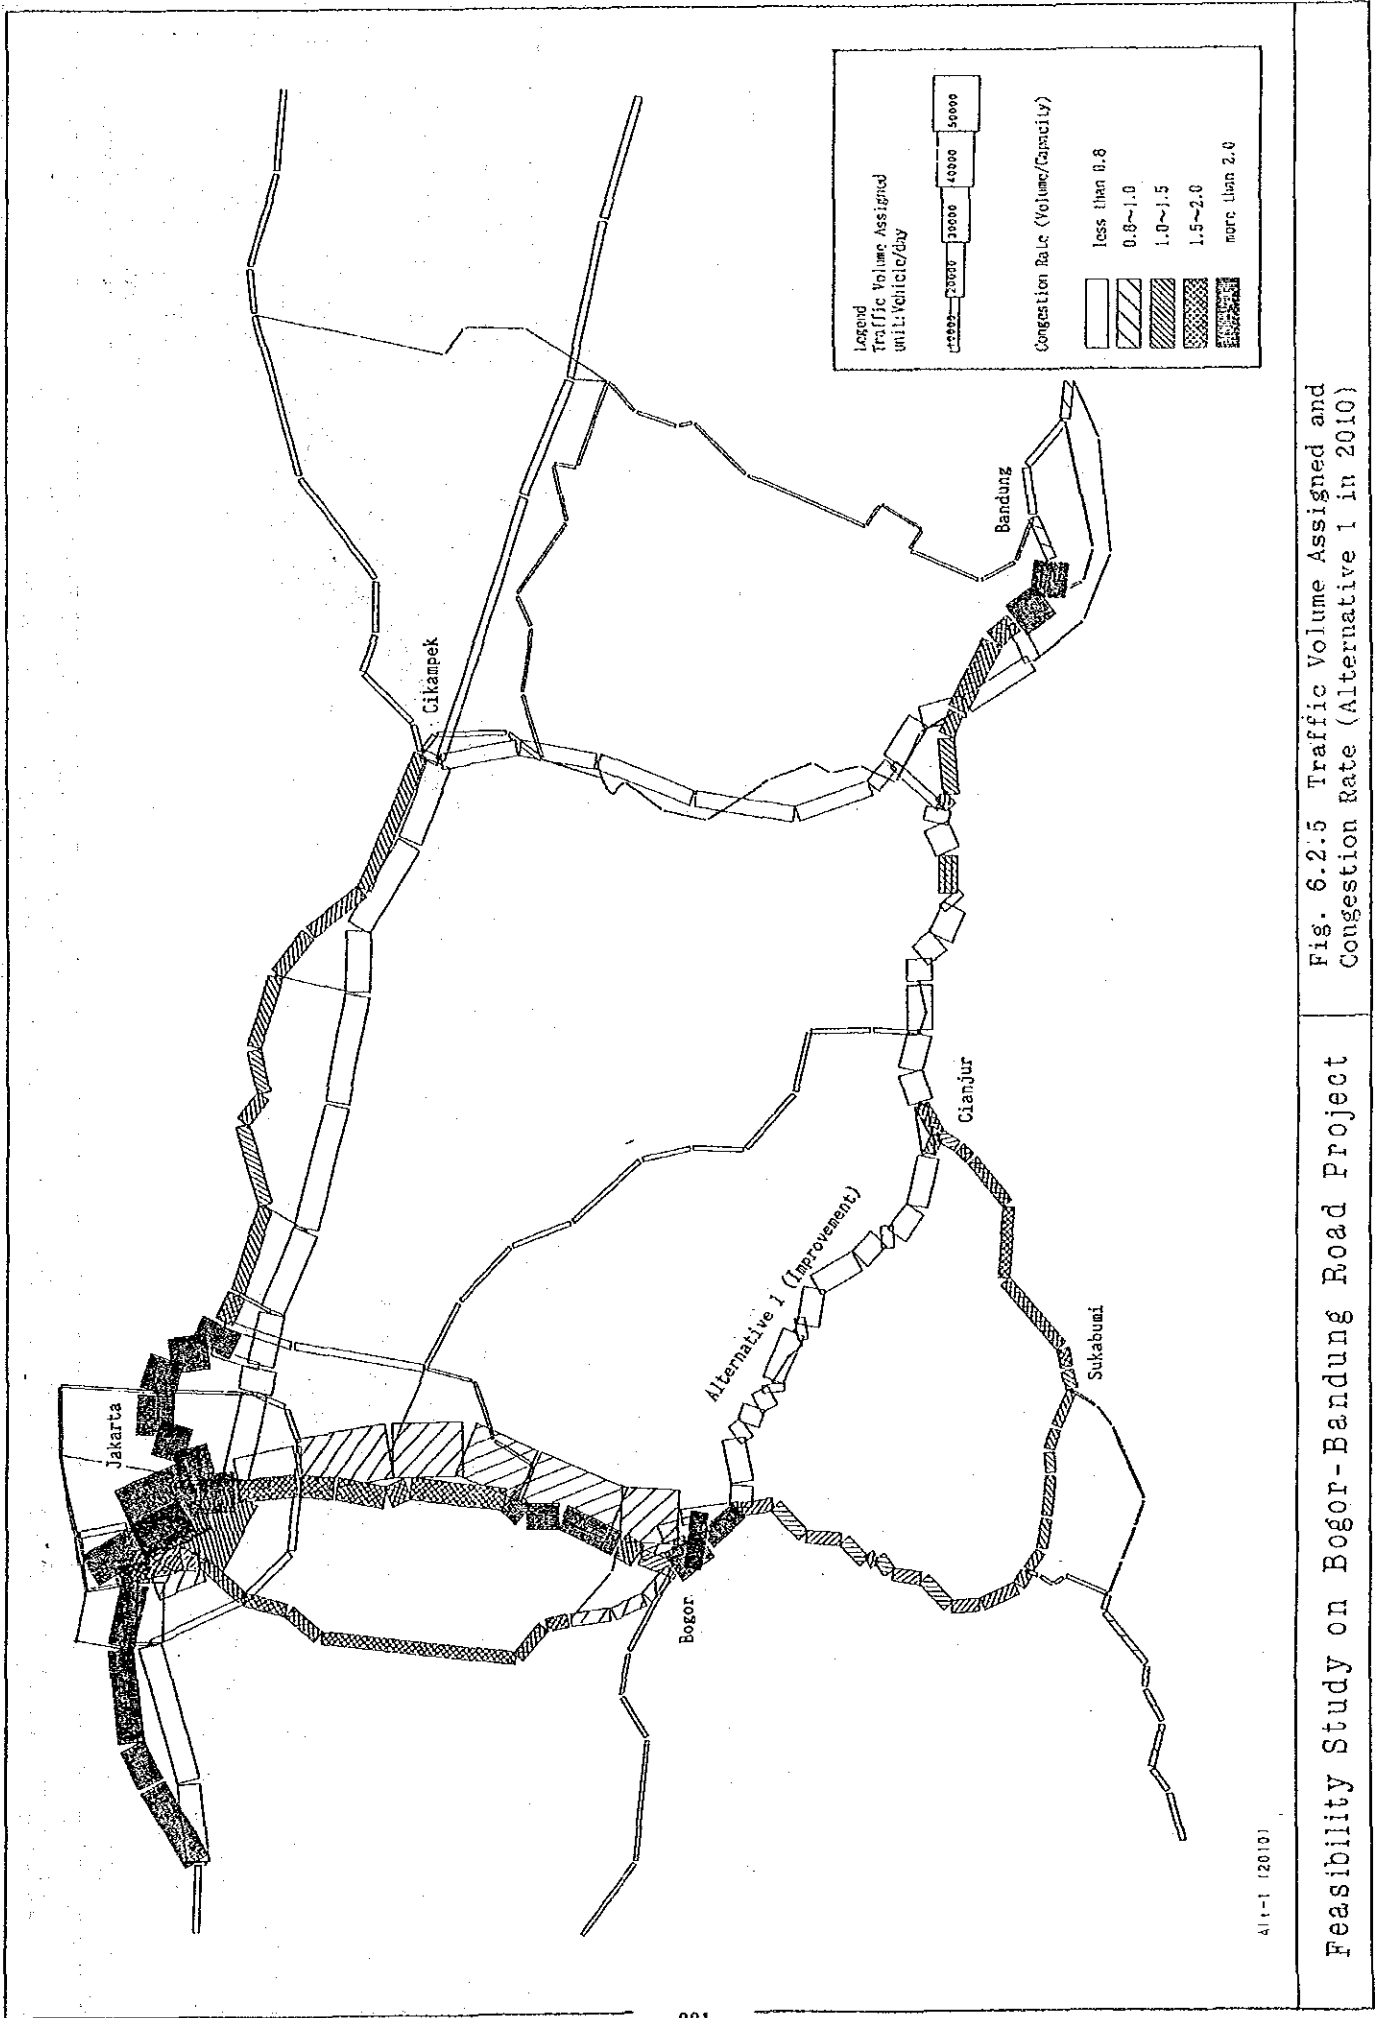 Jakarta
Cikampek
Bandung
Bogor
Alternative 1 (Improvement)
Cianjur
Sukabumi
Legend
Traffic Volume Assigned
unit:Vehicle/day
10000
20000
30000
40000
50000
Congestion Rate (Volume/Capacity)
less than 0.8
0.8~1.0
1.0~1.5
1.5~2.0
more than 2.0
Alt-1 (2010)
Feasibility Study on Bogor-Bandung Road Project
Fig. 6.2.5 Traffic Volume Assigned and
Congestion Rate (Alternative 1 in 2010)